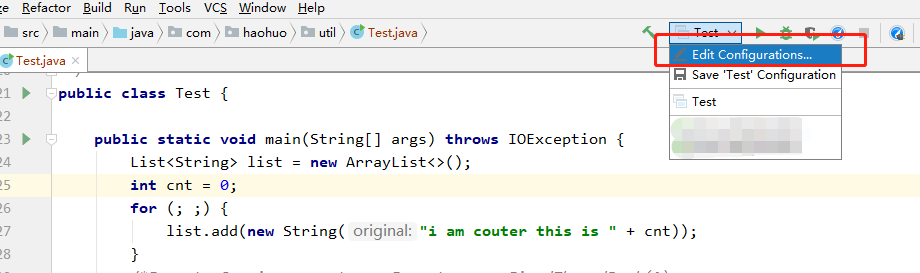 Refactor Build Run Tools VCS Window Help
src main java com haohuo util Test.java Test
Test.java
Edit Configurations...
Save 'Test' Configuration
Test
21 public class Test {
22
23 public static void main(String[] args) throws IOException {
24 List<String> list = new ArrayList<>();
25 int cnt = 0;
26 for (; ;) {
27 list.add(new String( original: "i am couter this is " + cnt));
28 }